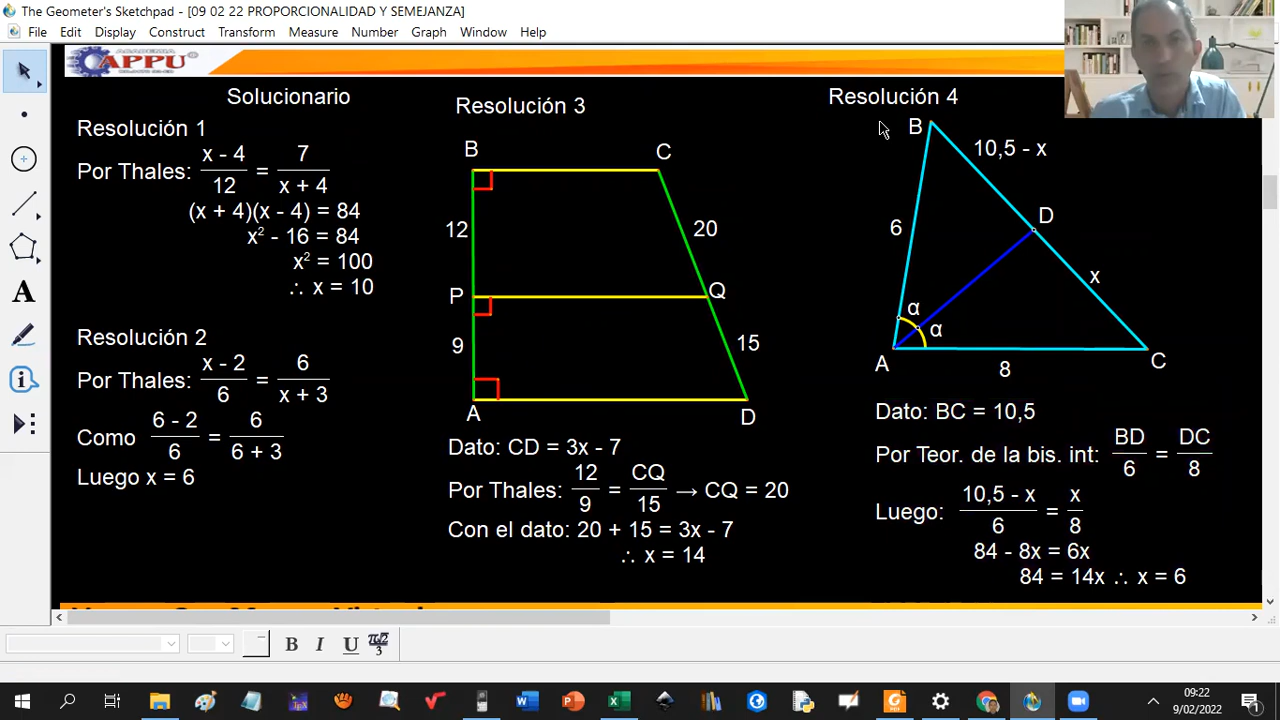 The Geometer's Sketchpad - [09 02 22 PROPORCIONALIDAD Y SEMEJANZA]
File Edit Display Construct Transform Measure Number Graph Window Help
ACADEMIA
APPU
Solucionario
Resolución 1
Por Thales: (x - 4)/12 = 7/(x + 4)
(x + 4)(x - 4) = 84
x² - 16 = 84
x² = 100
∴ x = 10
Resolución 2
Por Thales: (x - 2)/6 = 6/(x + 3)
Como (6 - 2)/6 = 6/(6 + 3)
Luego x = 6
Resolución 3
B C
12 20
P Q
9 15
A D
Dato: CD = 3x - 7
Por Thales: 12/9 = CQ/15 → CQ = 20
Con el dato: 20 + 15 = 3x - 7
∴ x = 14
Resolución 4
B 10,5 - x
D
6
x
α
α
A C
8
Dato: BC = 10,5
Por Teor. de la bis. int: BD/6 = DC/8
Luego: (10,5 - x)/6 = x/8
84 - 8x = 6x
84 = 14x ∴ x = 6
B I U
09:22
9/02/2022